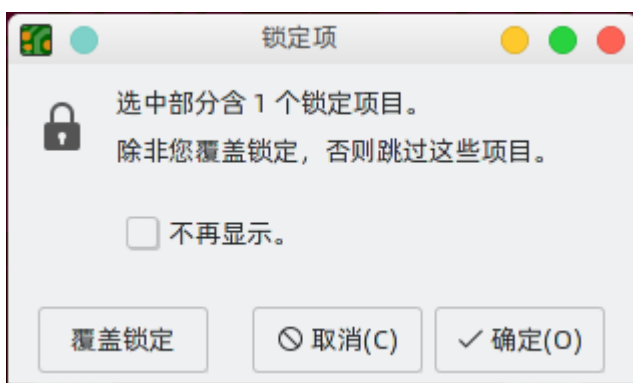 锁定项
选中部分含 1 个锁定项目。
除非您覆盖锁定，否则跳过这些项目。
不再显示。
覆盖锁定
取消(C)
确定(O)